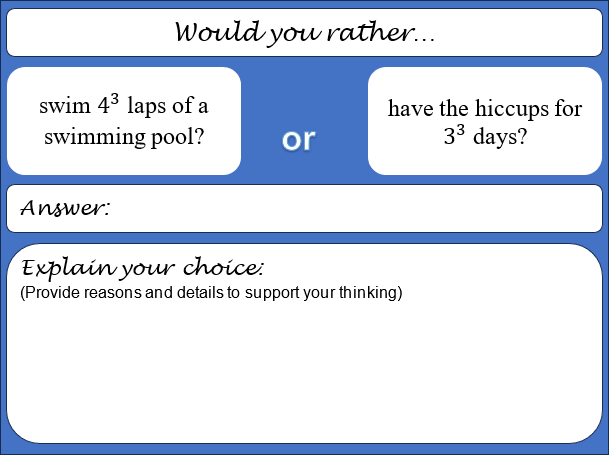 Would you rather...
swim 4³ laps of a
swimming pool?
or
have the hiccups for
3³ days?
Answer:
Explain your choice:
(Provide reasons and details to support your thinking)